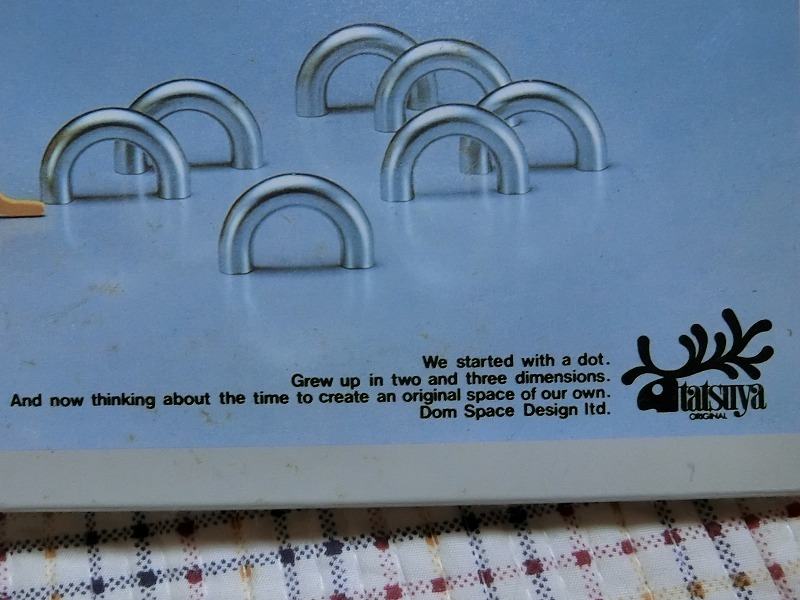 We started with a dot.
Grew up in two and three dimensions.
And now thinking about the time to create an original space of our own.
Dom Space Design ltd.
tatsuya
ORIGINAL